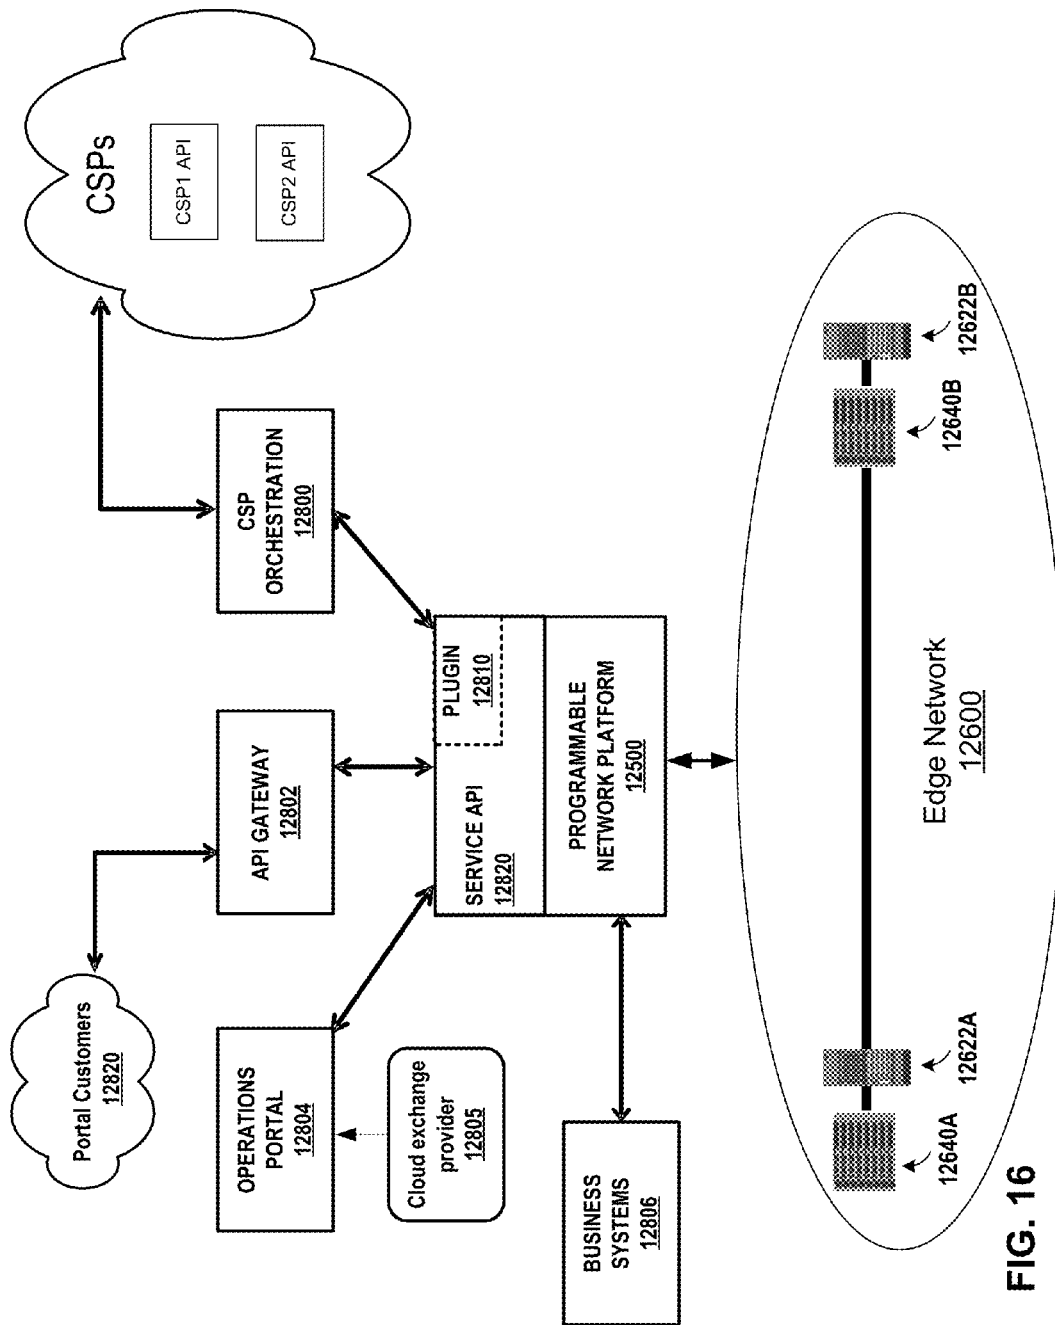 CSPs
CSP1 API
CSP2 API
Portal Customers
12820
OPERATIONS
PORTAL
12804
API GATEWAY
12802
CSP
ORCHESTRATION
12800
Cloud exchange
provider
12805
SERVICE API
12820
PLUGIN
12810
PROGRAMMABLE
NETWORK PLATFORM
12500
BUSINESS
SYSTEMS
12806
12640A
12622A
12640B
12622B
Edge Network
12600
FIG. 16